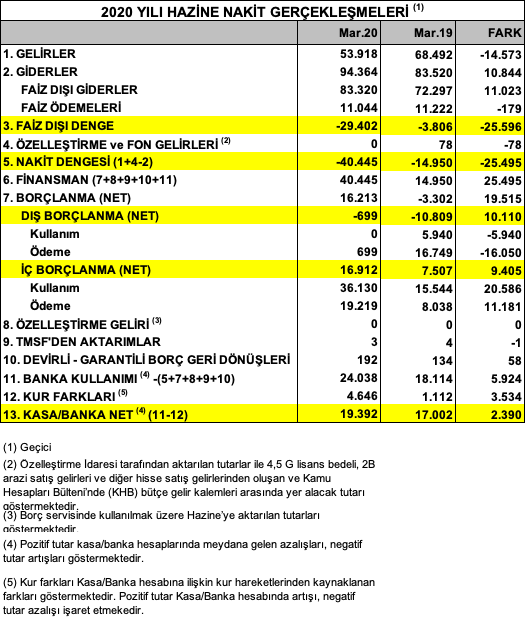 2020 YILI HAZİNE NAKİT GERÇEKLEŞMELERİ (1)
Mar.20 Mar.19 FARK
1. GELİRLER 53.918 68.492 -14.573
2. GİDERLER 94.364 83.520 10.844
FAİZ DIŞI GİDERLER 83.320 72.297 11.023
FAİZ ÖDEMELERİ 11.044 11.222 -179
3. FAİZ DIŞI DENGE -29.402 -3.806 -25.596
4. ÖZELLEŞTİRME ve FON GELİRLERİ (2) 0 78 -78
5. NAKİT DENGESİ (1+4-2) -40.445 -14.950 -25.495
6. FİNANSMAN (7+8+9+10+11) 40.445 14.950 25.495
7. BORÇLANMA (NET) 16.213 -3.302 19.515
DIŞ BORÇLANMA (NET) -699 -10.809 10.110
Kullanım 0 5.940 -5.940
Ödeme 699 16.749 -16.050
İÇ BORÇLANMA (NET) 16.912 7.507 9.405
Kullanım 36.130 15.544 20.586
Ödeme 19.219 8.038 11.181
8. ÖZELLEŞTİRME GELİRİ (3) 0 0 0
9. TMSF'DEN AKTARIMLAR 3 4 -1
10. DEVİRLİ - GARANTİLİ BORÇ GERİ DÖNÜŞLERİ 192 134 58
11. BANKA KULLANIMI (4) -(5+7+8+9+10) 24.038 18.114 5.924
12. KUR FARKLARI (5) 4.646 1.112 3.534
13. KASA/BANKA NET (4) (11-12) 19.392 17.002 2.390
(1) Geçici
(2) Özelleştirme İdaresi tarafından aktarılan tutarlar ile 4,5 G lisans bedeli, 2B
arazi satış gelirleri ve diğer hisse satış gelirlerinden oluşan ve Kamu
Hesapları Bülteni'nde (KHB) bütçe gelir kalemleri arasında yer alacak tutarı
göstermektedir.
(3) Borç servisinde kullanılmak üzere Hazine'ye aktarılan tutarları
göstermektedir.
(4) Pozitif tutar kasa/banka hesaplarında meydana gelen azalışları, negatif
tutar artışları göstermektedir.
(5) Kur farkları Kasa/Banka hesabına ilişkin kur hareketlerinden kaynaklanan
farkları göstermektedir. Pozitif tutar Kasa/Banka hesabında artışı, negatif
tutar azalışı işaret etmekedir.